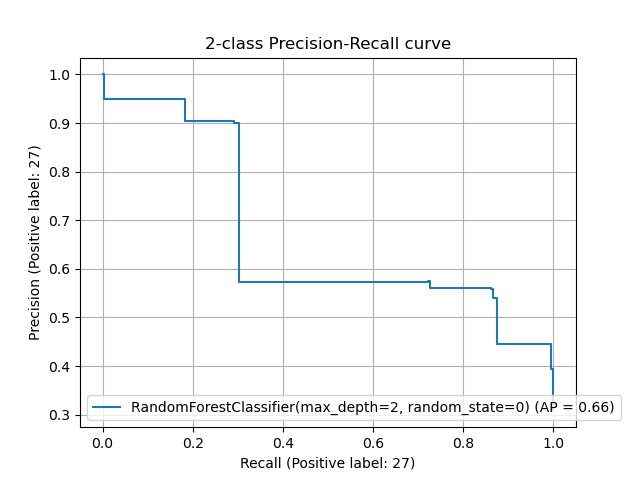 2-class Precision-Recall curve
1.0
0.9
0.8
0.7
0.6
0.5
0.4
0.3
Precision (Positive label: 27)
RandomForestClassifier(max_depth=2, random_state=0) (AP = 0.66)
0.0 0.2 0.4 0.6 0.8 1.0
Recall (Positive label: 27)